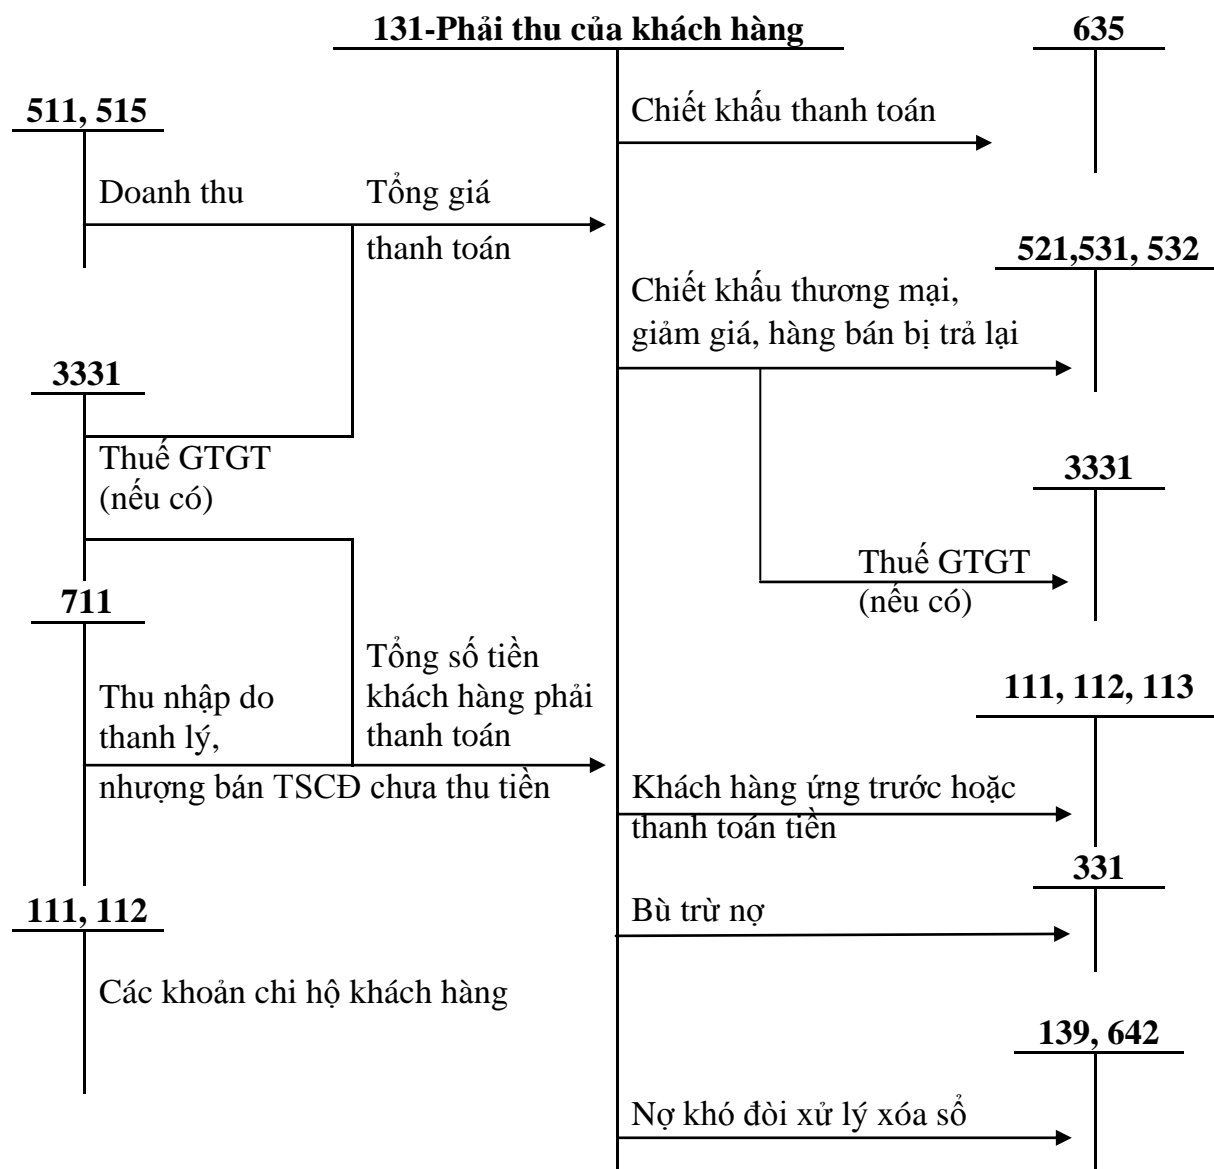 131-Phải thu của khách hàng
635
511, 515
Chiết khấu thanh toán
Doanh thu
Tổng giá
thanh toán
521,531, 532
Chiết khấu thương mại,
giảm giá, hàng bán bị trả lại
3331
Thuế GTGT
(nếu có)
3331
Thuế GTGT
(nếu có)
711
Tổng số tiền
khách hàng phải
thanh toán
Thu nhập do
thanh lý,
nhượng bán TSCĐ chưa thu tiền
111, 112, 113
Khách hàng ứng trước hoặc
thanh toán tiền
331
111, 112
Bù trừ nợ
Các khoản chi hộ khách hàng
139, 642
Nợ khó đòi xử lý xóa sổ